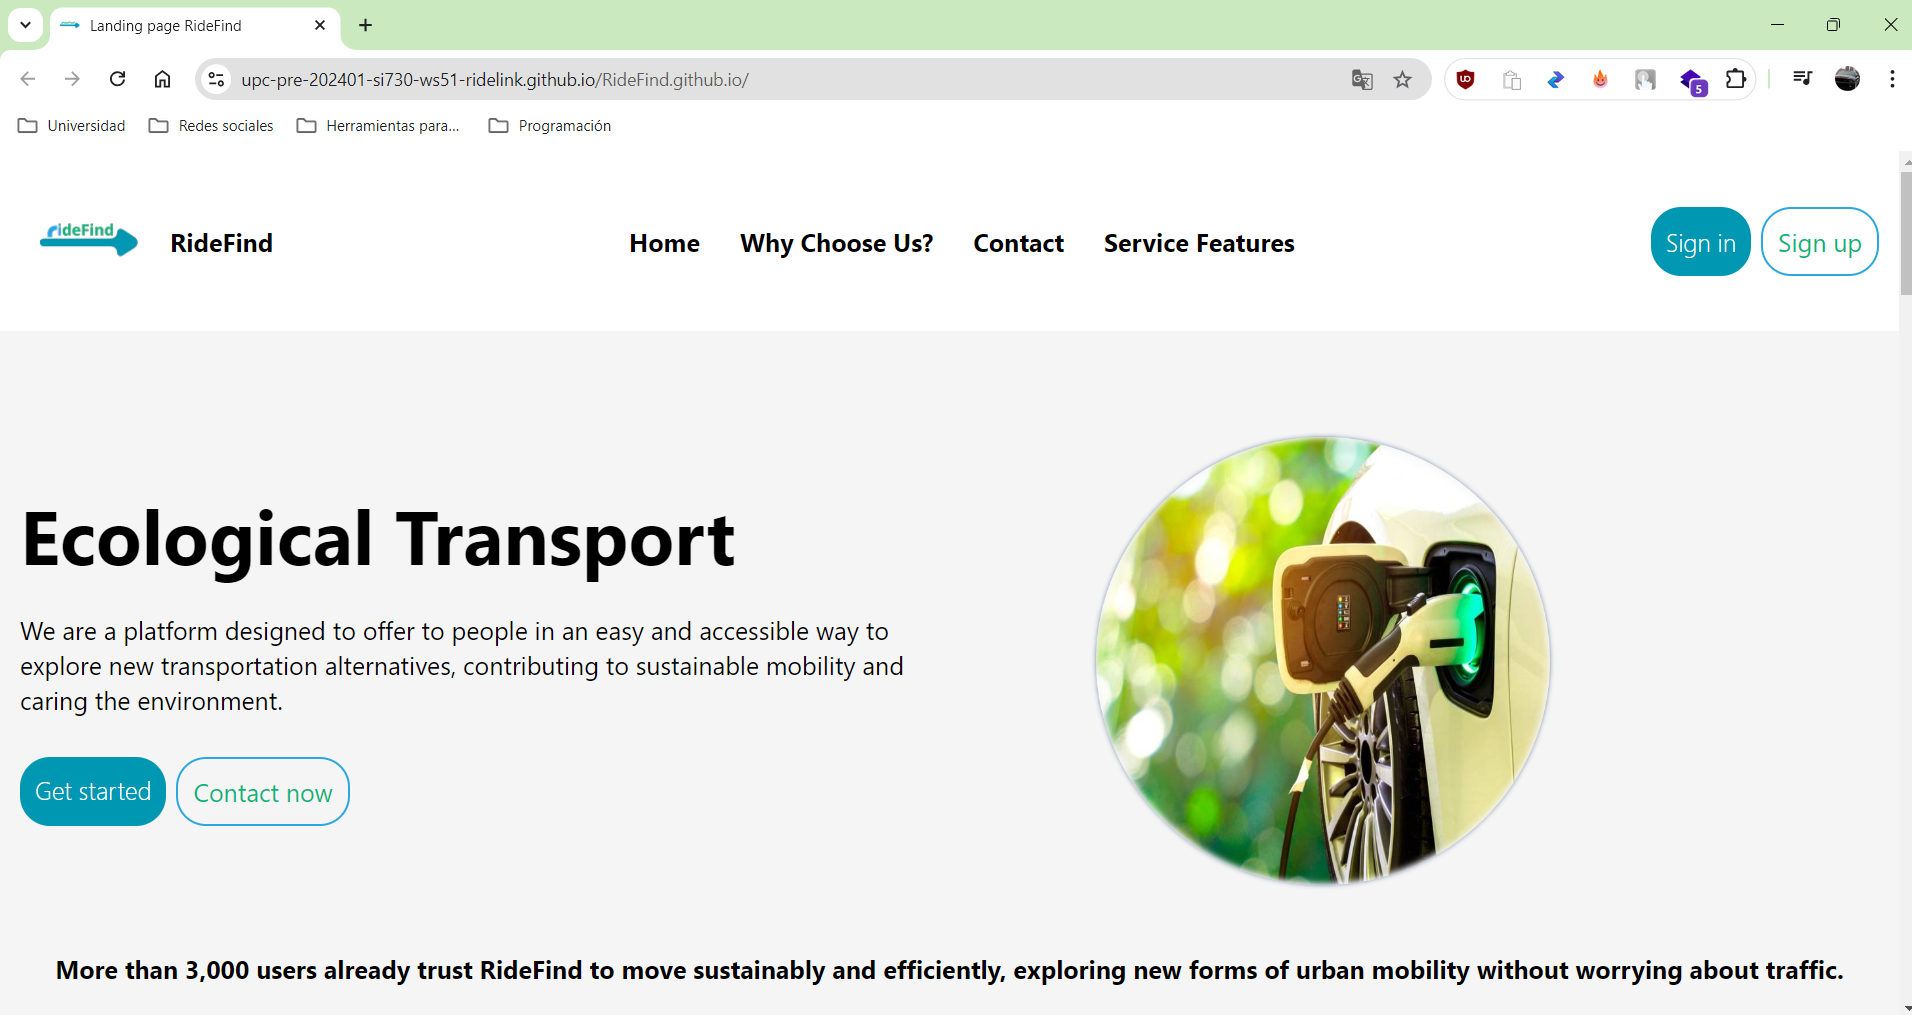 Landing page RideFind
upc-pre-202401-si730-ws51-ridelink.github.io/RideFind.github.io/
5
Universidad Redes sociales Herramientas para... Programación
rideFind RideFind Home Why Choose Us? Contact Service Features Sign in Sign up
Ecological Transport
We are a platform designed to offer to people in an easy and accessible way to
explore new transportation alternatives, contributing to sustainable mobility and
caring the environment.
Get started Contact now
More than 3,000 users already trust RideFind to move sustainably and efficiently, exploring new forms of urban mobility without worrying about traffic.